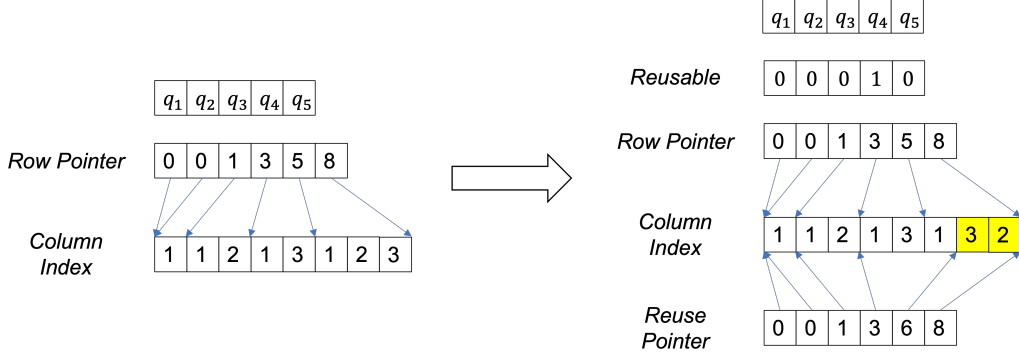 q₁ q₂ q₃ q₄ q₅
Row Pointer 0 0 1 3 5 8
Column Index 1 1 2 1 3 1 2 3
q₁ q₂ q₃ q₄ q₅
Reusable 0 0 0 1 0
Row Pointer 0 0 1 3 5 8
Column Index 1 1 2 1 3 1 3 2
Reuse Pointer 0 0 1 3 6 8